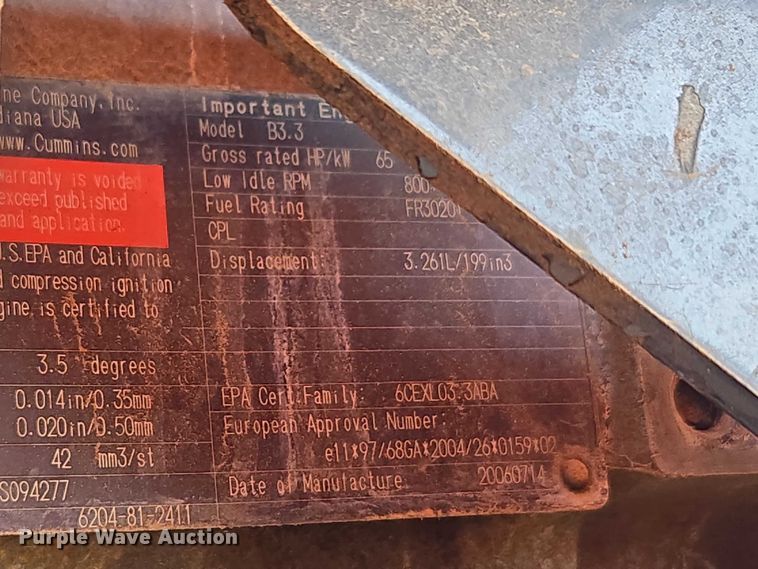 ne Company, Inc.
diana USA
www.Cummins.com
warranty is voided
exceed published
and application.
U.S.EPA and California
d compression ignition
gine, is certified to
3.5 degrees
0.014in/0.35mm
0.020in/0.50mm
42 mm3/st
S094277
6204-81-2411
Important En
Model B3.3
Gross rated HP/kW 65
Low Idle RPM 800
Fuel Rating FR3020
CPL
Displacement: 3.261L/199in3
EPA Cert.Family: 6CEXL03.3ABA
European Approval Number:
e11*97/68GA*2004/26*0159*02
Date of Manufacture 20060714
Purple Wave Auction